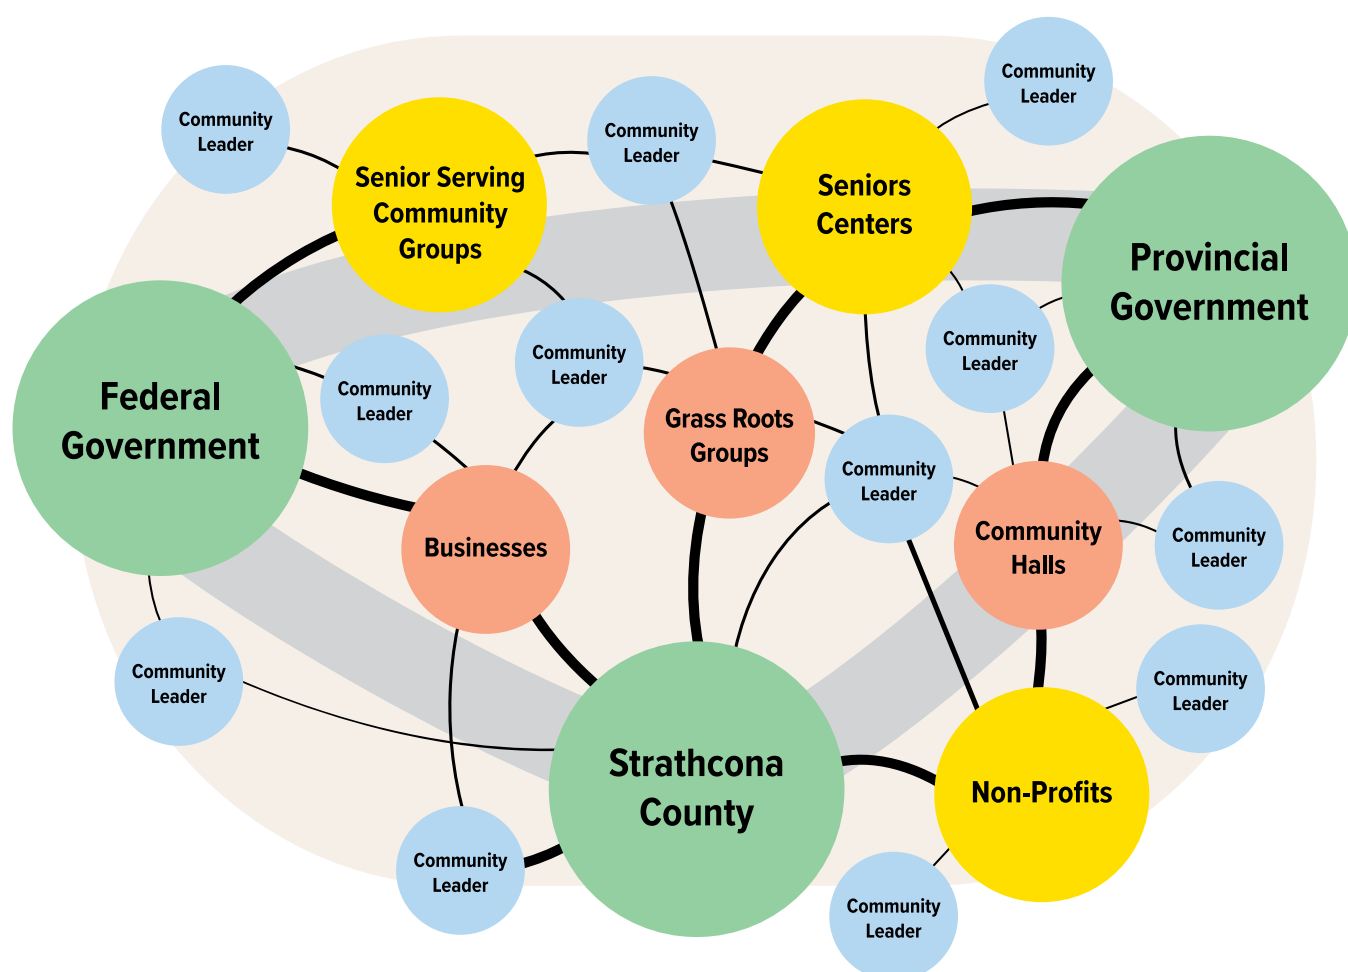 Community
Leader
Community
Leader
Senior Serving
Community
Groups
Community
Leader
Seniors
Centers
Provincial
Government
Federal
Government
Community
Leader
Community
Leader
Community
Leader
Grass Roots
Groups
Community
Leader
Businesses
Community
Halls
Community
Leader
Community
Leader
Community
Leader
Strathcona
County
Non-Profits
Community
Leader
Community
Leader